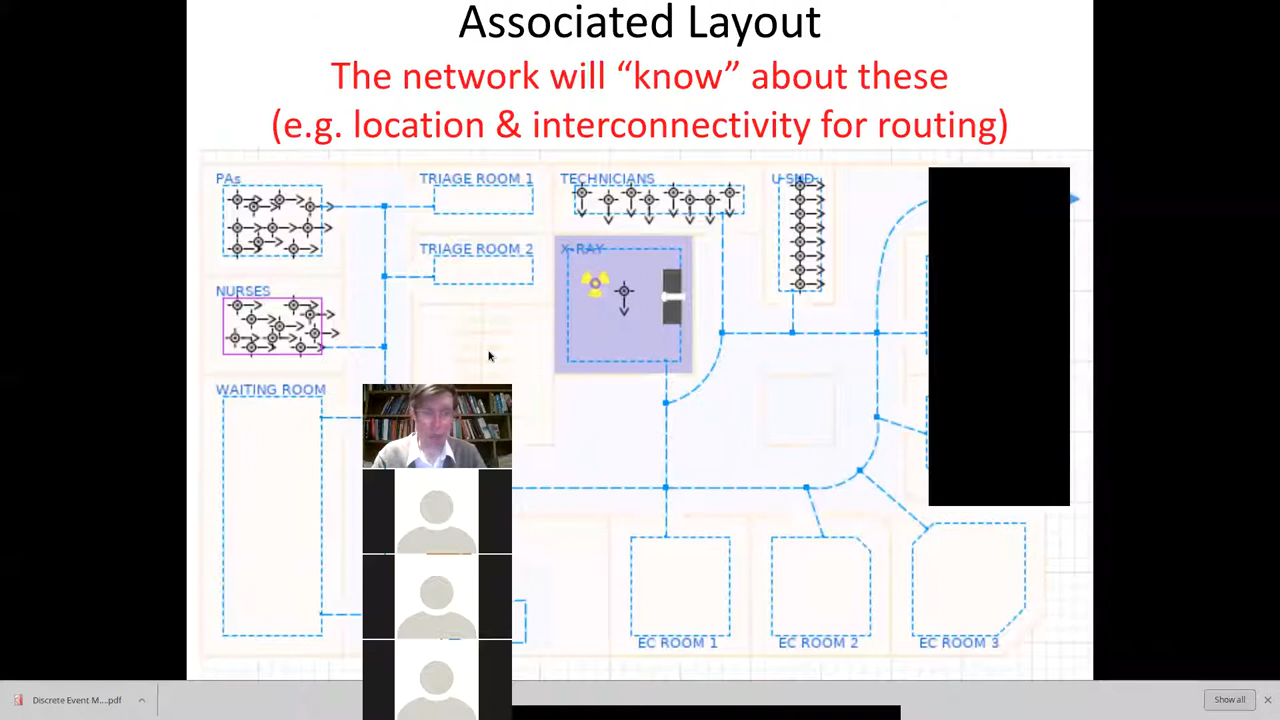 Associated Layout
The network will “know” about these
(e.g. location & interconnectivity for routing)
PAs
TRIAGE ROOM 1
TECHNICIANS
TRIAGE ROOM 2
X-RAY
NURSES
WAITING ROOM
EC ROOM 1
EC ROOM 2
EC ROOM 3
Discrete Event M....pdf
Show all